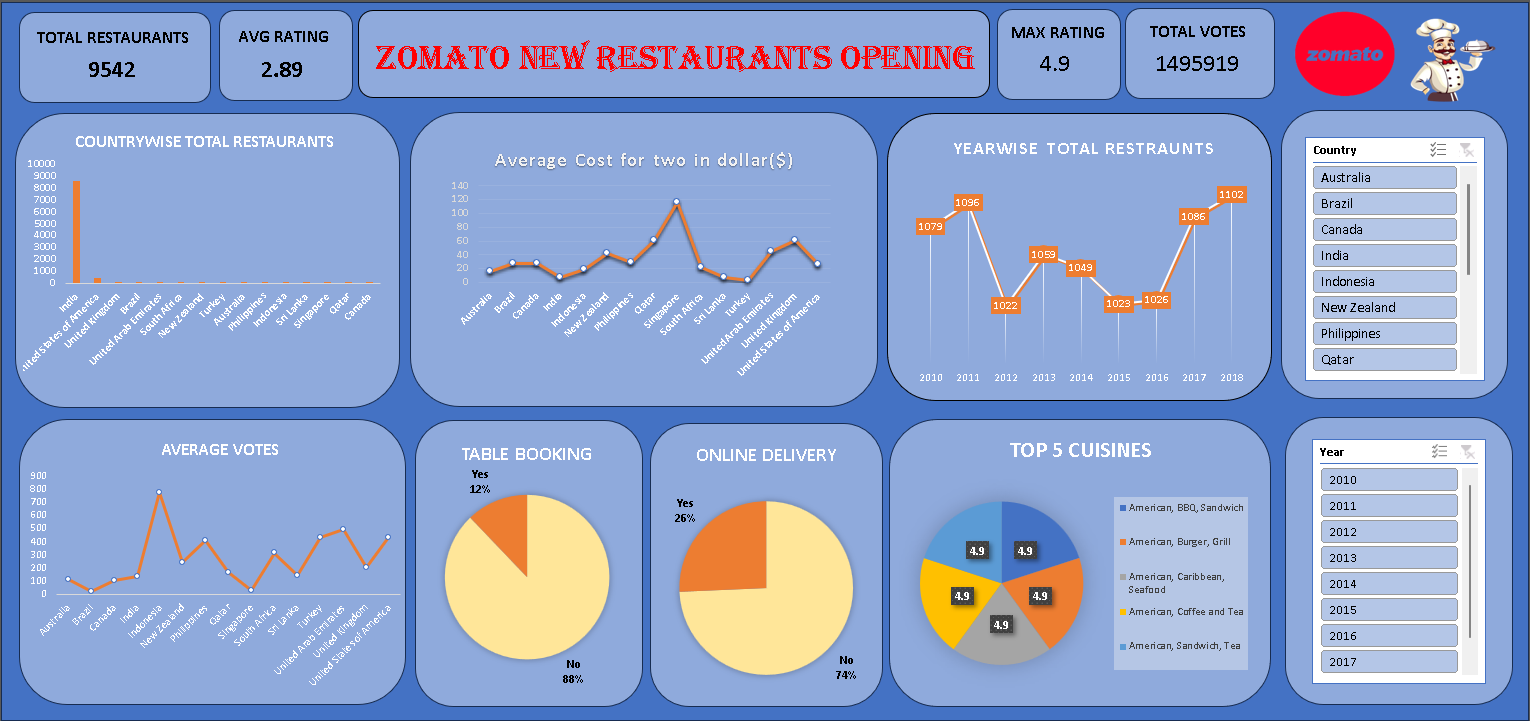 TOTAL RESTAURANTS
9542
AVG RATING
2.89
ZOMATO NEW RESTAURANTS OPENING
MAX RATING
4.9
TOTAL VOTES
1495919
zomato
COUNTRYWISE TOTAL RESTAURANTS
10000
9000
8000
7000
6000
5000
4000
3000
2000
1000
0
India
United States of America
United Kingdom
Brazil
United Arab Emirates
South Africa
New Zealand
Turkey
Australia
Philippines
Indonesia
Sri Lanka
Singapore
Qatar
Canada
Average Cost for two in dollar($)
140
120
100
80
60
40
20
0
Australia
Brazil
Canada
India
Indonesia
New Zealand
Philippines
Qatar
Singapore
South Africa
Sri Lanka
Turkey
United Arab Emirates
United Kingdom
United States of America
YEARWISE TOTAL RESTRAUNTS
1079
1096
1022
1059
1049
1023
1026
1086
1102
2010
2011
2012
2013
2014
2015
2016
2017
2018
Country
Australia
Brazil
Canada
India
Indonesia
New Zealand
Philippines
Qatar
AVERAGE VOTES
900
800
700
600
500
400
300
200
100
0
Australia
Brazil
Canada
India
Indonesia
New Zealand
Philippines
Qatar
Singapore
South Africa
Sri Lanka
Turkey
United Arab Emirates
United Kingdom
United States of America
TABLE BOOKING
Yes
12%
No
88%
ONLINE DELIVERY
Yes
26%
No
74%
TOP 5 CUISINES
4.9
4.9
4.9
4.9
4.9
American, BBQ, Sandwich
American, Burger, Grill
American, Caribbean,
Seafood
American, Coffee and Tea
American, Sandwich, Tea
Year
2010
2011
2012
2013
2014
2015
2016
2017